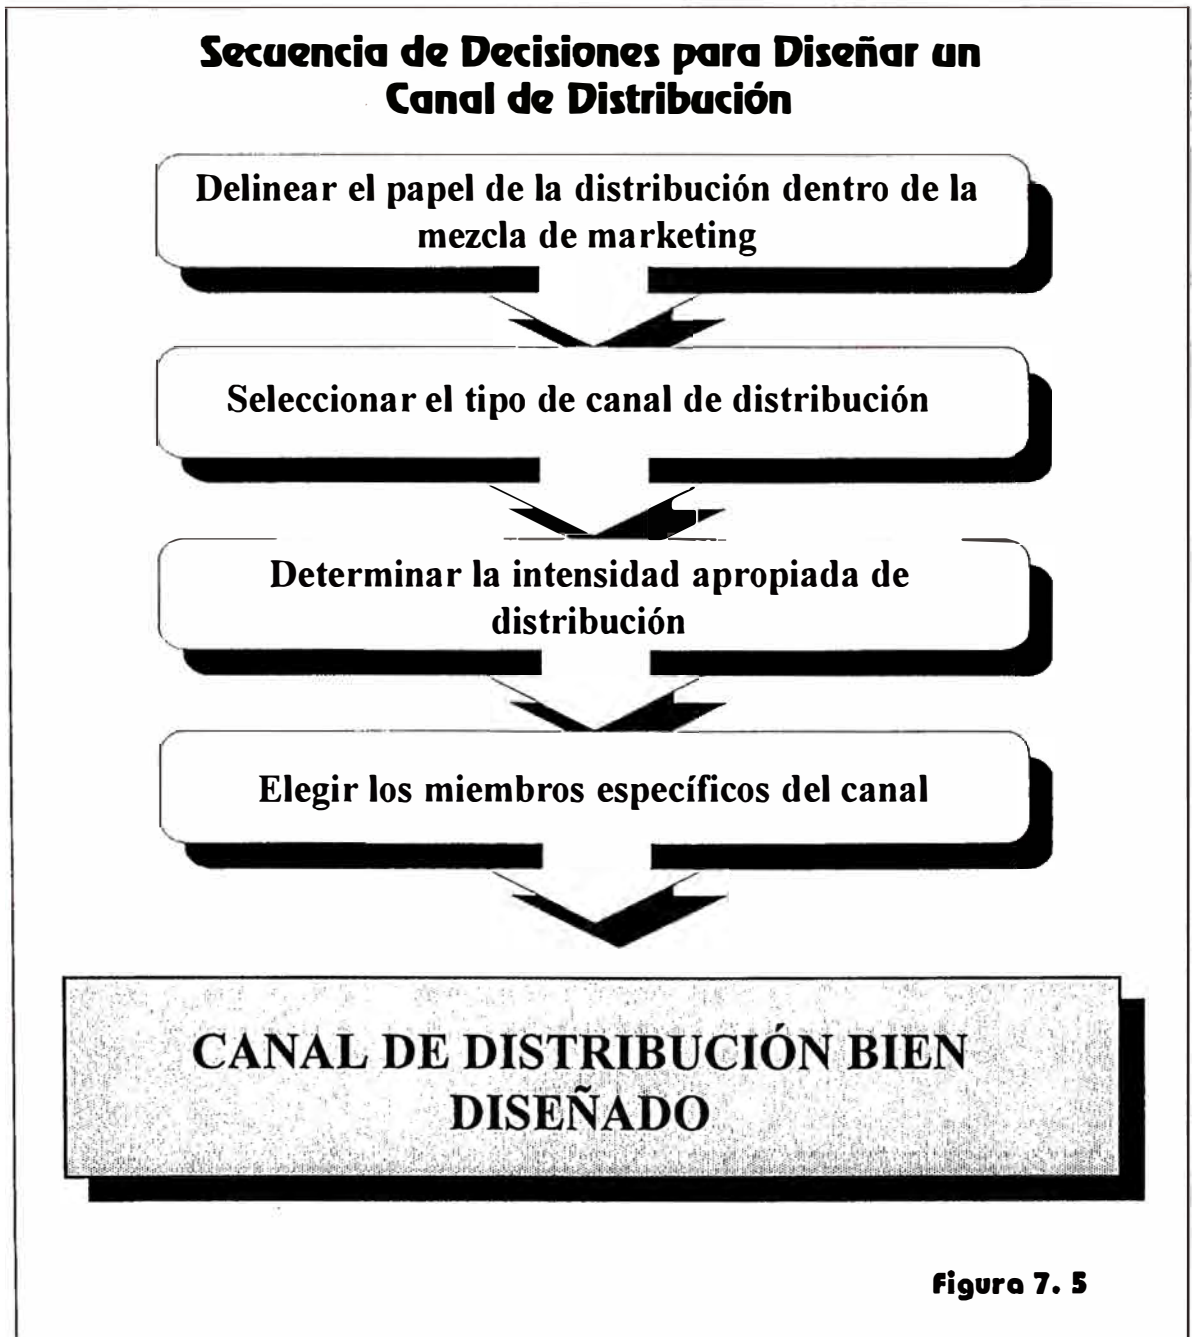 Secuencia de Decisiones para Diseñar un
Canal de Distribución
Delinear el papel de la distribución dentro de la
mezcla de marketing
Seleccionar el tipo de canal de distribución
Determinar la intensidad apropiada de
distribución
Elegir los miembros específicos del canal
CANAL DE DISTRIBUCIÓN BIEN
DISEÑADO
Figura 7. 5